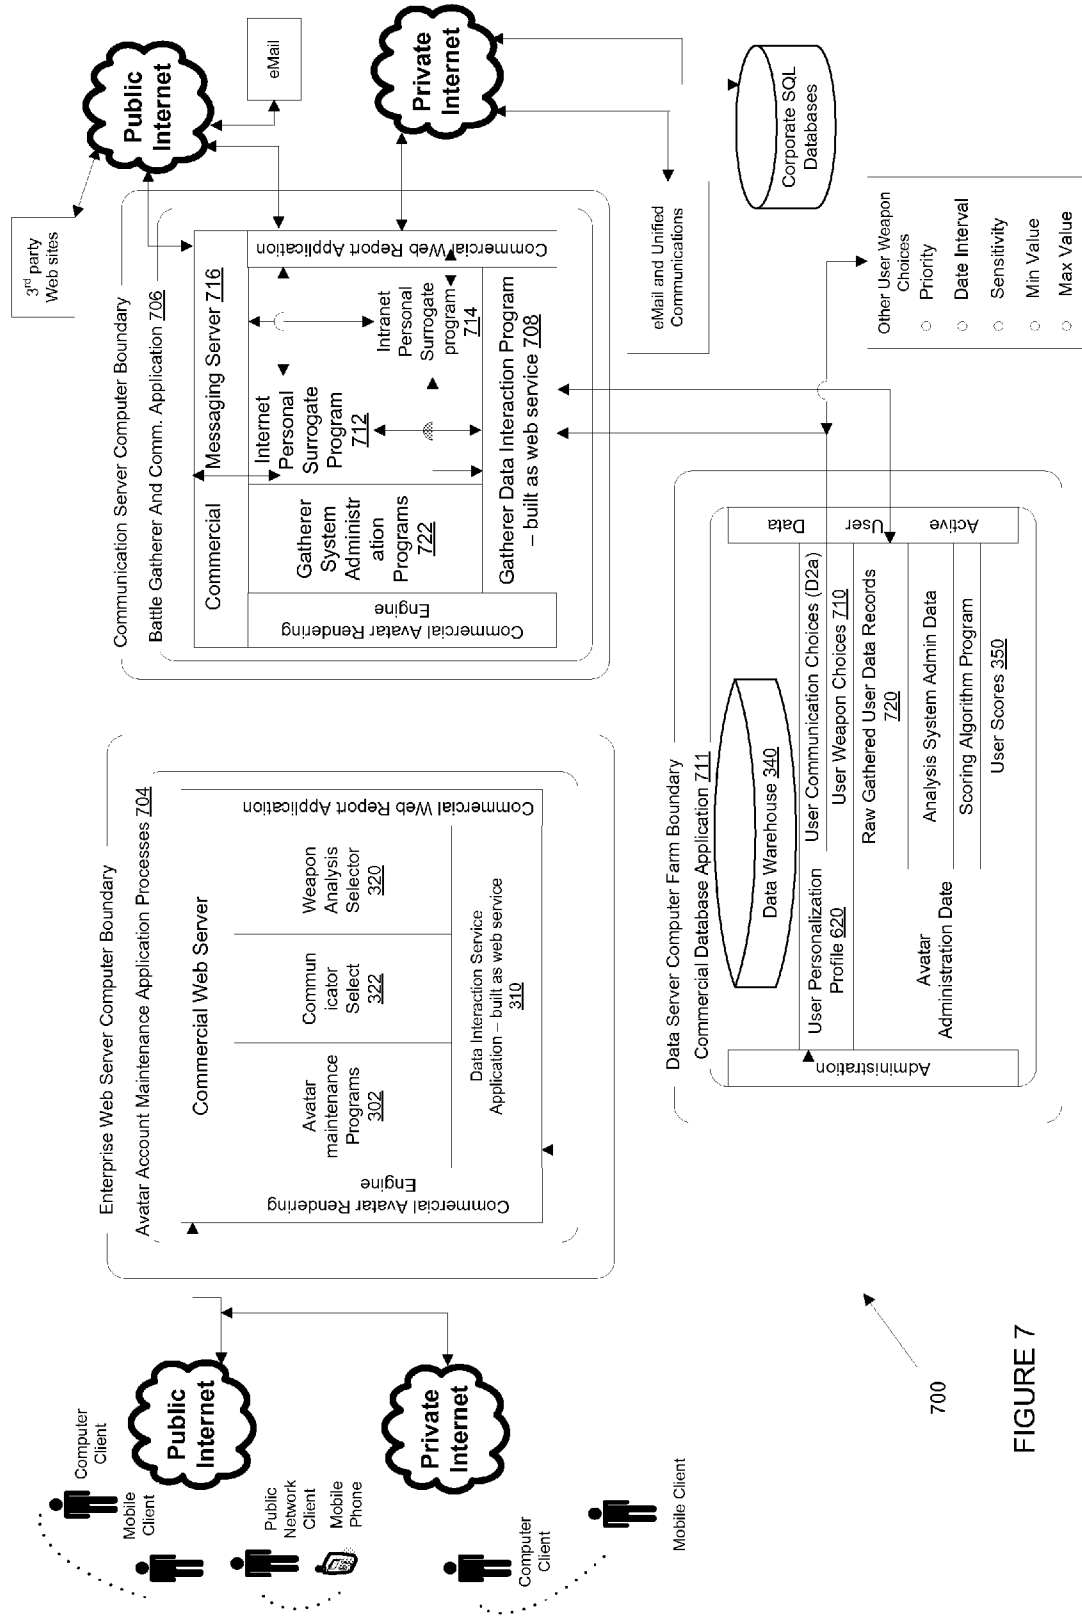 Computer
Client
Mobile
Client
Public
Network
Client
Mobile
Phone
Computer
Client
Mobile Client
Public
Internet
Private
Internet
Enterprise Web Server Computer Boundary
Avatar Account Maintenance Application Processes 704
Commercial Web Server
Commercial Avatar Rendering
Engine
Avatar
maintenance
Programs
302
Commun
icator
Select
322
Weapon
Analysis
Selector
320
Commercial Web Report Application
Data Interaction Service
Application – built as web service
310
Communication Server Computer Boundary
Battle Gatherer And Comm. Application 706
Commercial Messaging Server 716
Commercial Avatar Rendering
Engine
Gatherer
System
Administr
ation
Programs
722
Internet
Personal
Surrogate
Program
712
Intranet
Personal
Surrogate
program
714
Commercial Web Report Application
Gatherer Data Interaction Program
– built as web service 708
3rd party
Web sites
Public
Internet
eMail
Private
Internet
eMail and Unified
Communications
Corporate SQL
Databases
Data Server Computer Farm Boundary
Commercial Database Application 711
Data Warehouse 340
Administration
User Personalization
Profile 620
User Communication Choices (D2a)
User Weapon Choices 710
Raw Gathered User Data Records
720
Avatar
Administration Date
Analysis System Admin Data
Scoring Algorithm Program
User Scores 350
Active User Data
Other User Weapon
Choices
○ Priority
○ Date Interval
○ Sensitivity
○ Min Value
○ Max Value
700
FIGURE 7